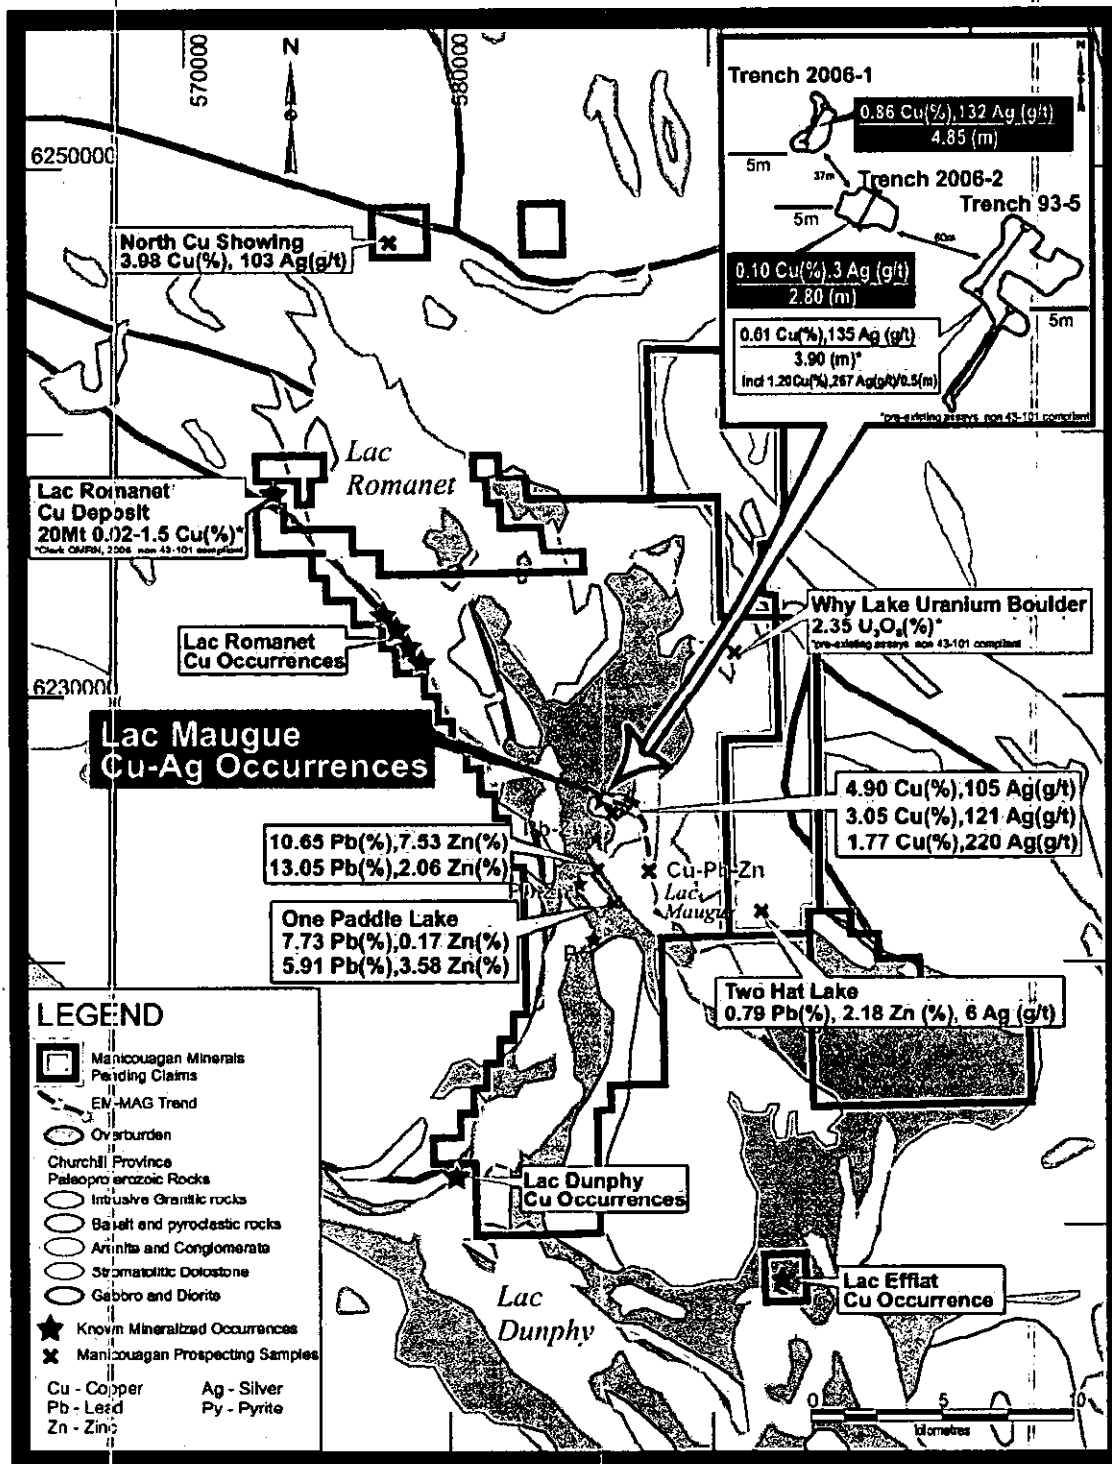 570000
580000
N
6250000
North Cu Showing
3.98 Cu(%), 103 Ag(g/t)
N
Trench 2006-1
0.86 Cu(%),132 Ag (g/t)
4.85 (m)
5m
37m
Trench 2006-2
5m
Trench 93-5
60m
0.10 Cu(%),3 Ag (g/t)
2.80 (m)
5m
0.61 Cu(%),135 Ag (g/t)
3.90 (m)*
Incl 1.20Cu(%),267 Ag(g/t)/0.5(m)
*pre-existing assays non 43-101 compliant
Lac
Romanet
Lac Romanet
Cu Deposit
20Mt 0.02-1.5 Cu(%)*
2006 non 43-101 compliant
Lac Romanet
Cu Occurrences
Why Lake Uranium Boulder
2.35 U3O8(%)*
*pre-existing assays non 43-101 compliant
6230000
Lac Maugue
Cu-Ag Occurrences
4.90 Cu(%),105 Ag(g/t)
3.05 Cu(%),121 Ag(g/t)
1.77 Cu(%),220 Ag(g/t)
10.65 Pb(%),7.53 Zn(%)
13.05 Pb(%),2.06 Zn(%)
Cu-Pb-Zn
Lac
Maugue
One Paddle Lake
7.73 Pb(%),0.17 Zn(%)
5.91 Pb(%),3.58 Zn(%)
Two Hat Lake
0.79 Pb(%), 2.18 Zn (%), 6 Ag (g/t)
LEGEND
Manicouagan Minerals
Pending Claims
EM-MAG Trend
Overburden
Churchill Province
Paleoproterozoic Rocks
Intrusive Granitic rocks
Basalt and pyroclastic rocks
Arenite and Conglomerate
Stromatolitic Dolostone
Gabbro and Diorite
Known Mineralized Occurrences
Manicouagan Prospecting Samples
Cu - Copper Ag - Silver
Pb - Lead Py - Pyrite
Zn - Zinc
Lac Dunphy
Cu Occurrences
Lac
Dunphy
Lac Effiat
Cu Occurrence
0 5 10
kilometres